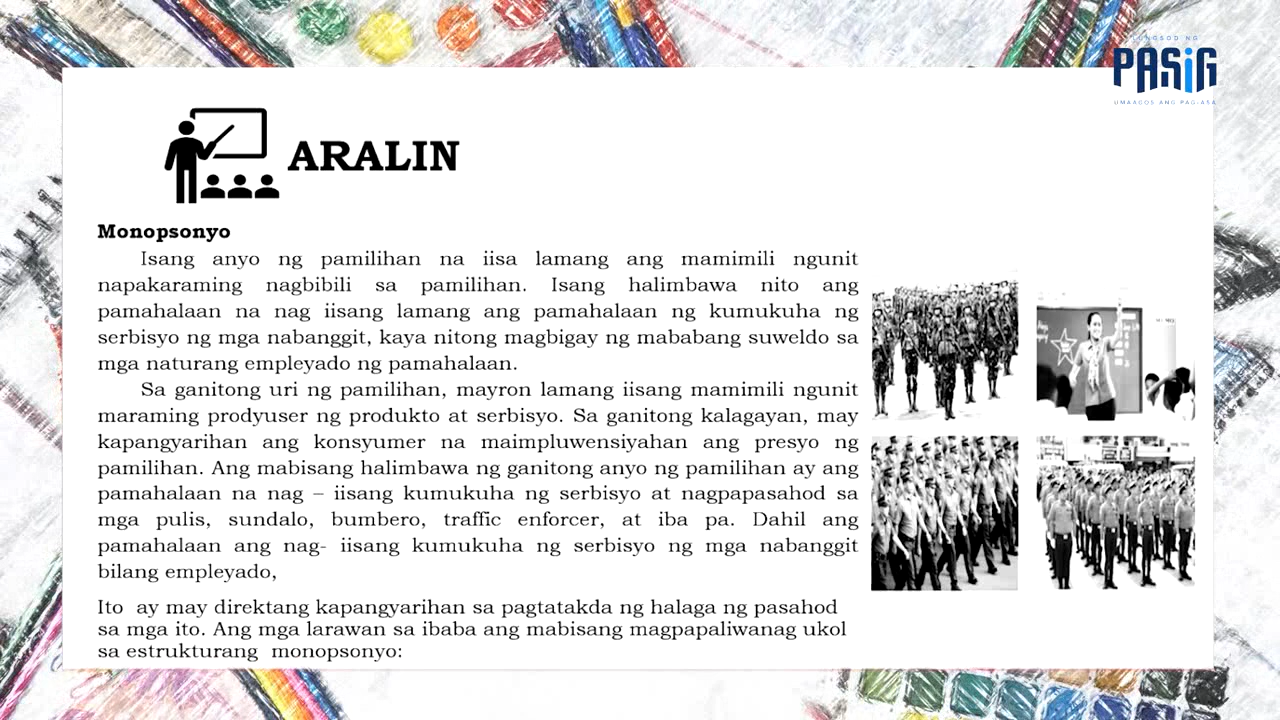 LUNGSOD NG
PASiG
UMAAGOS ANG PAG-ASA
ARALIN
Monopsonyo
Isang anyo ng pamilihan na iisa lamang ang mamimili ngunit
napakaraming nagbibili sa pamilihan. Isang halimbawa nito ang
pamahalaan na nag iisang lamang ang pamahalaan ng kumukuha ng
serbisyo ng mga nabanggit, kaya nitong magbigay ng mababang suweldo sa
mga naturang empleyado ng pamahalaan.
Sa ganitong uri ng pamilihan, mayron lamang iisang mamimili ngunit
maraming prodyuser ng produkto at serbisyo. Sa ganitong kalagayan, may
kapangyarihan ang konsyumer na maimpluwensiyahan ang presyo ng
pamilihan. Ang mabisang halimbawa ng ganitong anyo ng pamilihan ay ang
pamahalaan na nag – iisang kumukuha ng serbisyo at nagpapasahod sa
mga pulis, sundalo, bumbero, traffic enforcer, at iba pa. Dahil ang
pamahalaan ang nag- iisang kumukuha ng serbisyo ng mga nabanggit
bilang empleyado,
Ito ay may direktang kapangyarihan sa pagtatakda ng halaga ng pasahod
sa mga ito. Ang mga larawan sa ibaba ang mabisang magpapaliwanag ukol
sa estrukturang monopsonyo: